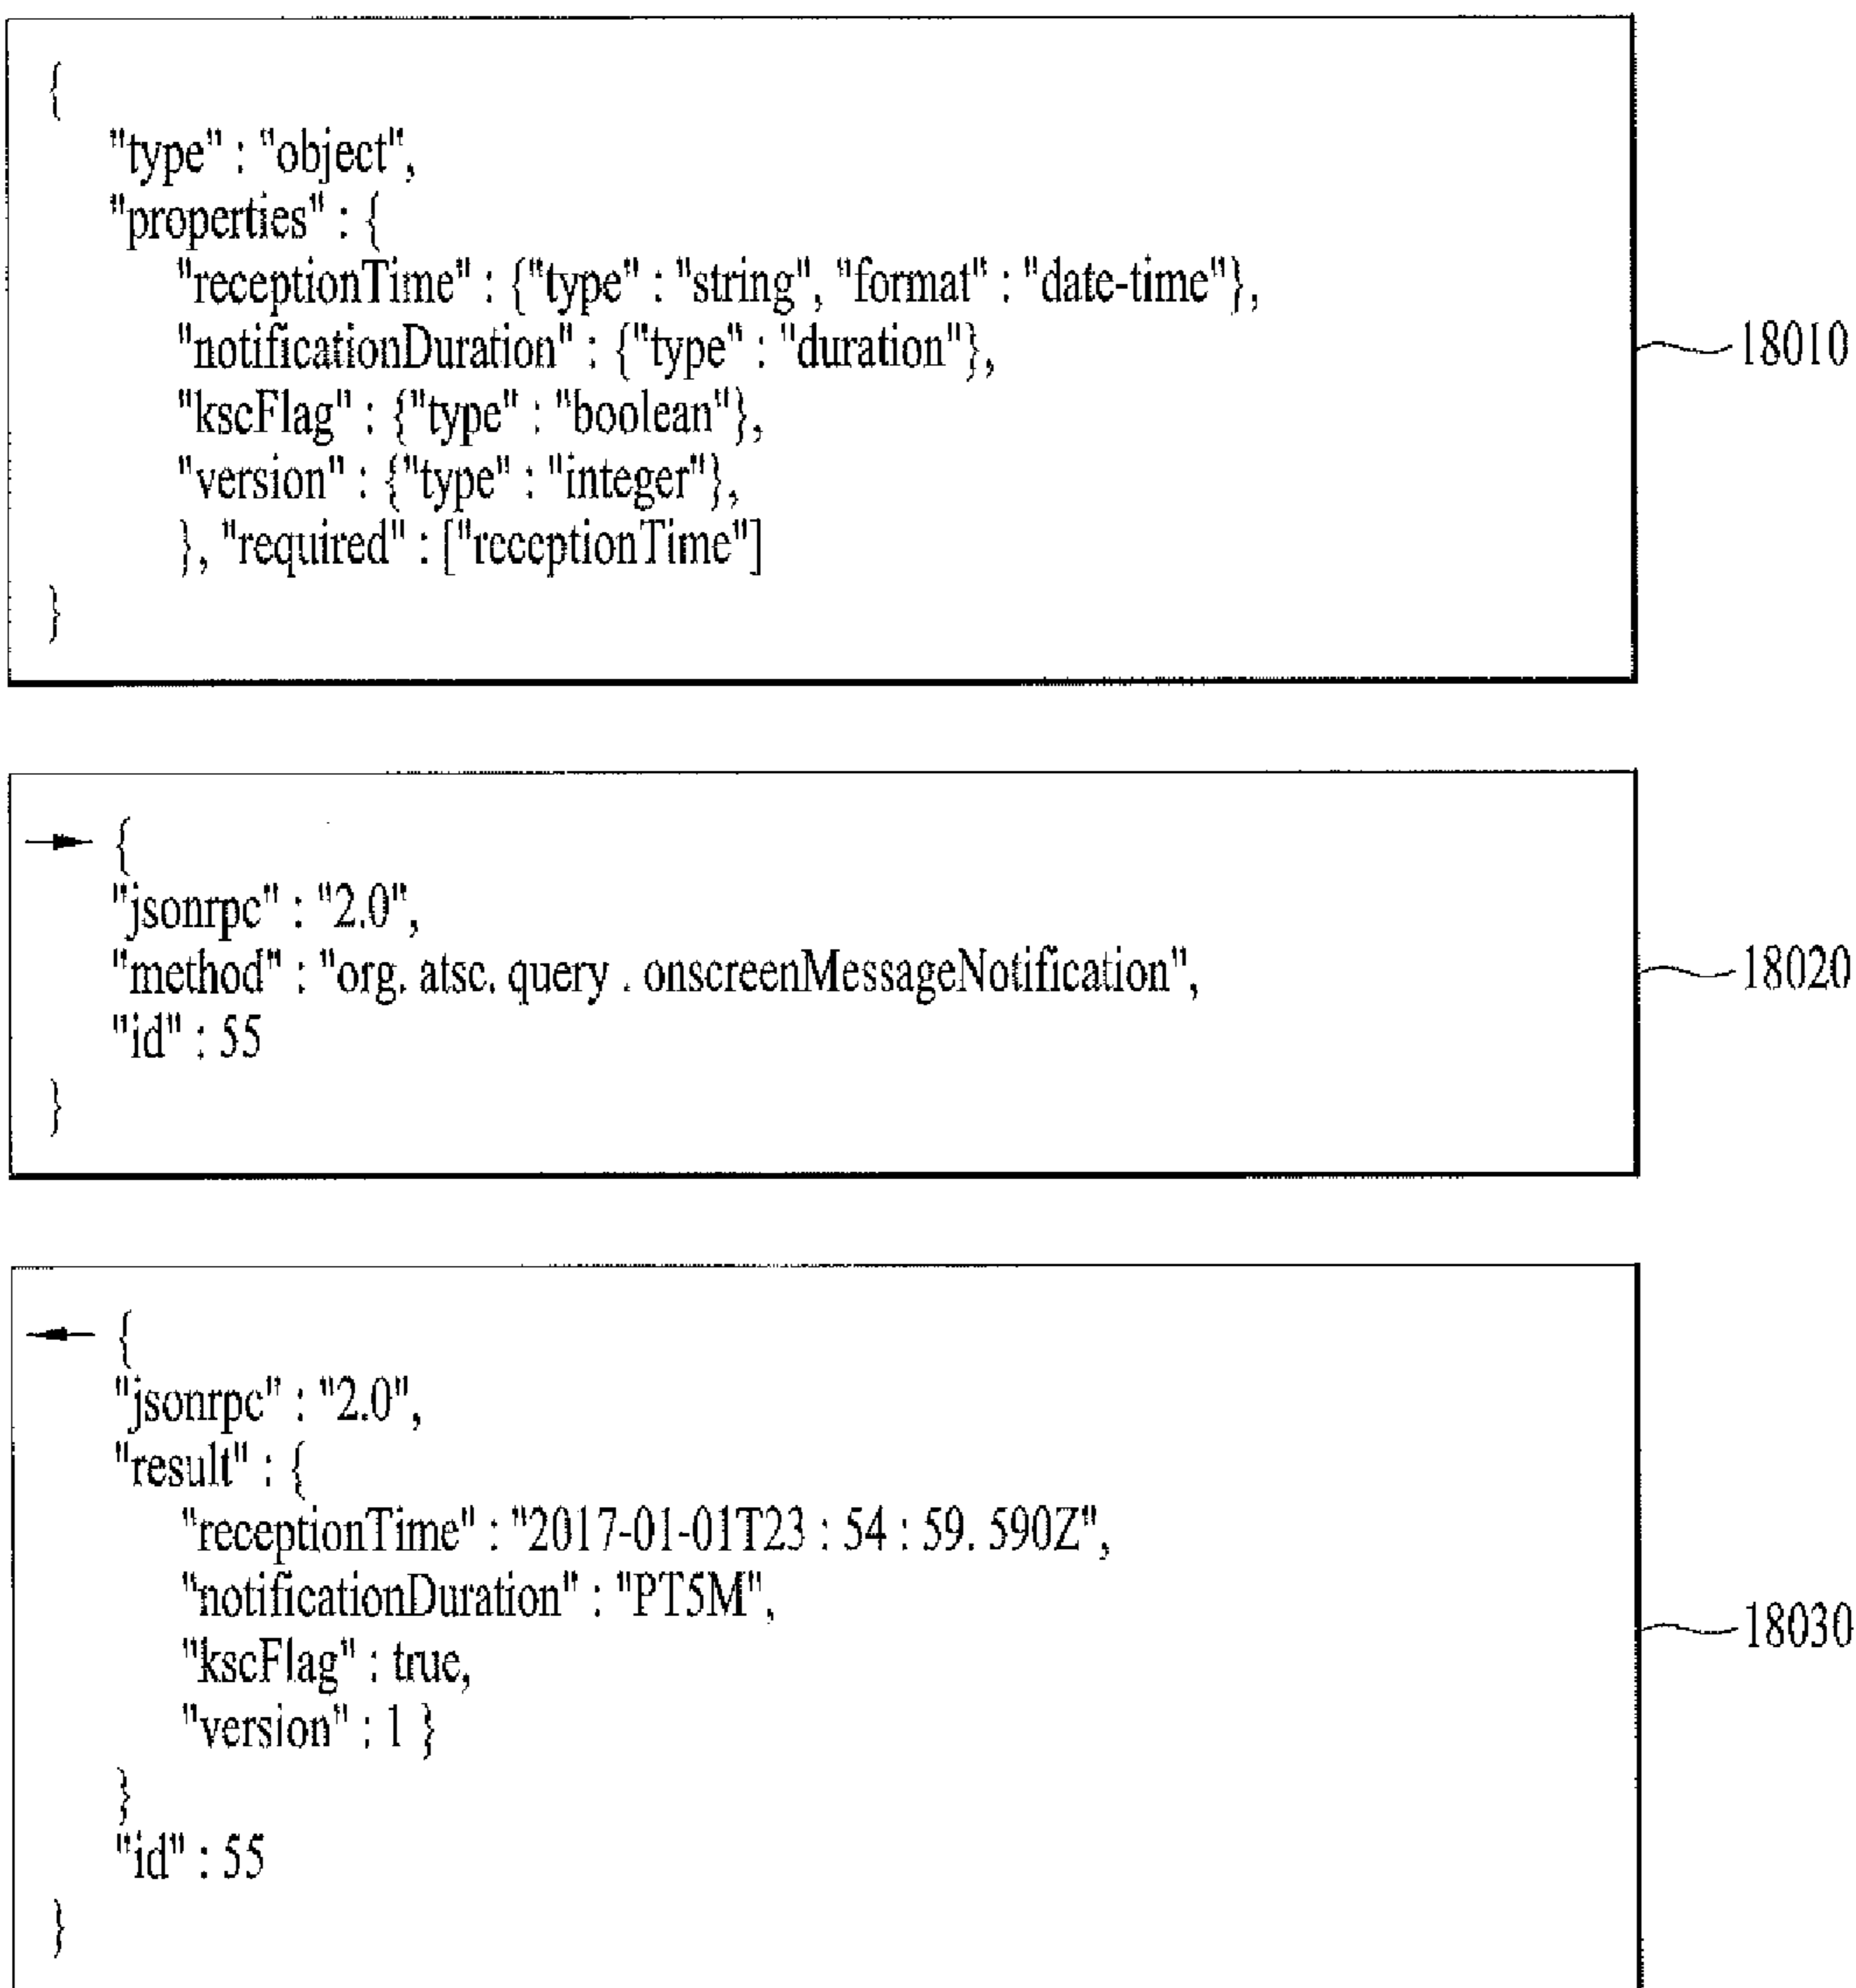 {
"type" : "object",
"properties" : {
"receptionTime" : {"type" : "string", "format" : "date-time"},
"notificationDuration" : {"type" : "duration"},
"kscFlag" : {"type" : "boolean"},
"version" : {"type" : "integer"},
}, "required" : ["receptionTime"]
}
18010
{
"jsonrpc" : "2.0",
"method" : "org. atsc. query . onscreenMessageNotification",
"id" : 55
}
18020
{
"jsonrpc" : "2.0",
"result" : {
"receptionTime" : "2017-01-01T23 : 54 : 59. 590Z",
"notificationDuration" : "PT5M",
"kscFlag" : true,
"version" : 1 }
}
"id" : 55
}
18030